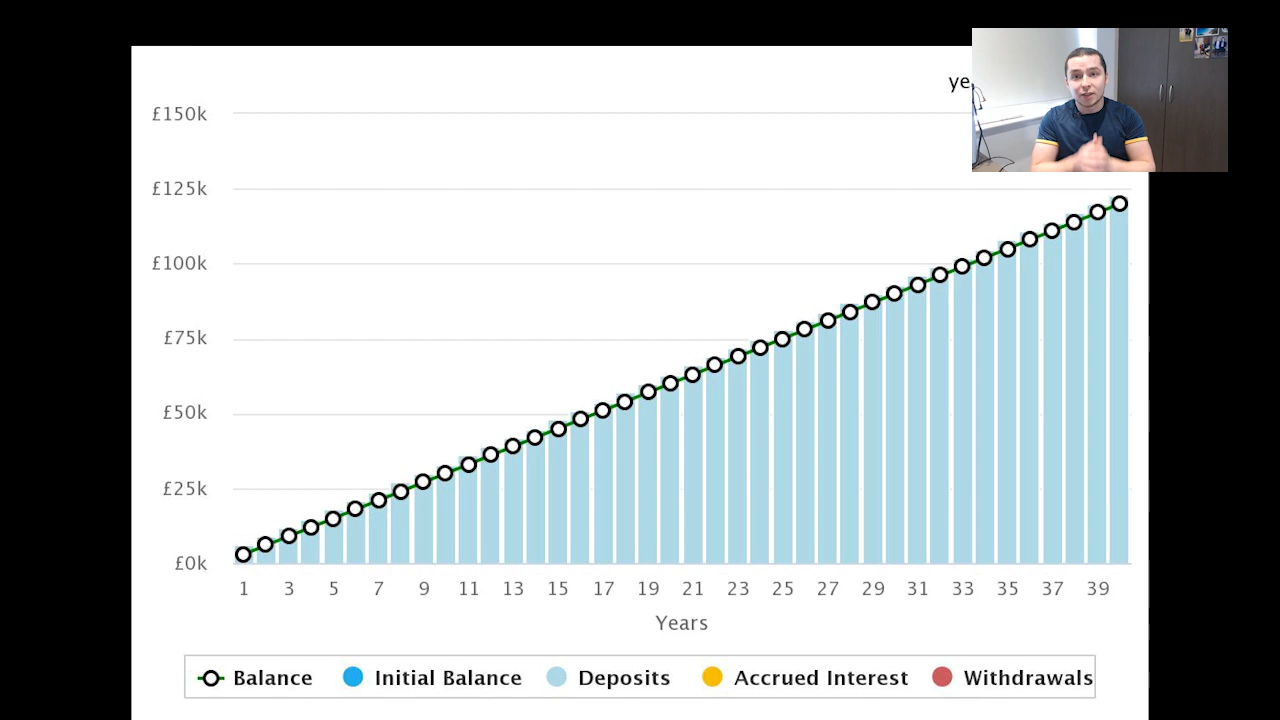 ye
£150k
£125k
£100k
£75k
£50k
£25k
£0k
1 3 5 7 9 11 13 15 17 19 21 23 25 27 29 31 33 35 37 39
Years
Balance Initial Balance Deposits Accrued Interest Withdrawals